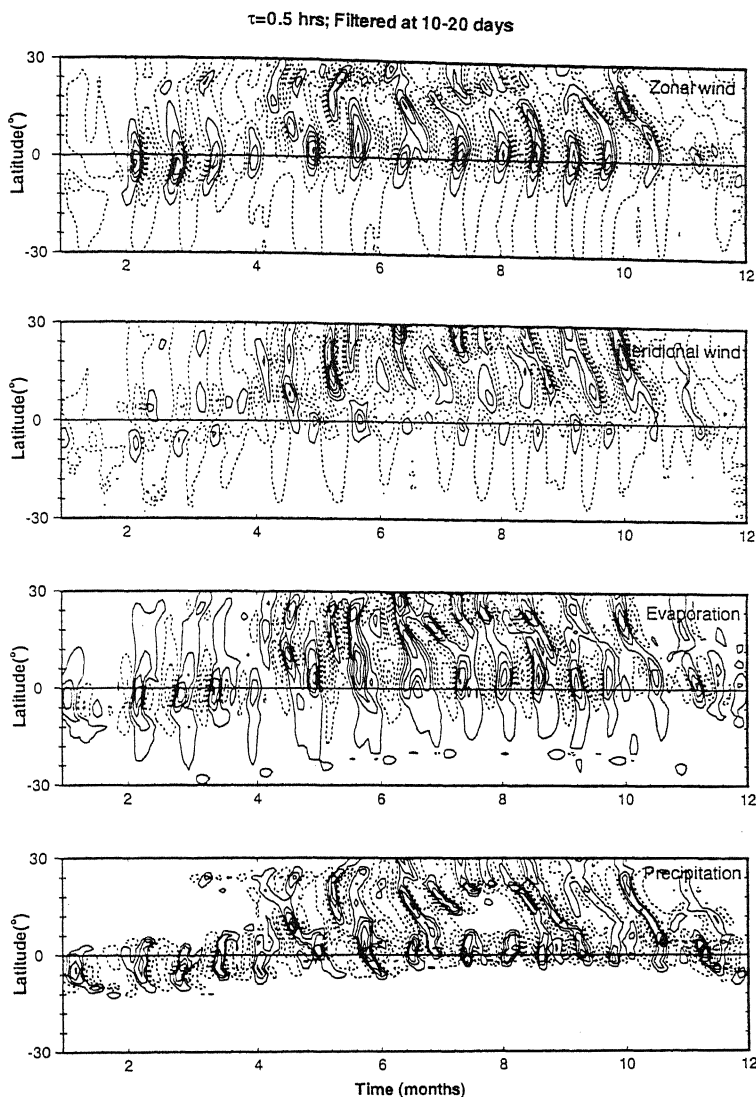 τ=0.5 hrs; Filtered at 10-20 days
30
Zonal wind
Latitude(°)
0
-30
2 4 6 8 10 12
30
eridional wind
Latitude(°)
0
-30
2 4 6 8 10 12
30
Evaporation
Latitude(°)
0
-30
2 4 6 8 10 12
30
Precipitation
Latitude(°)
0
-30
2 4 6 8 10 12
Time (months)